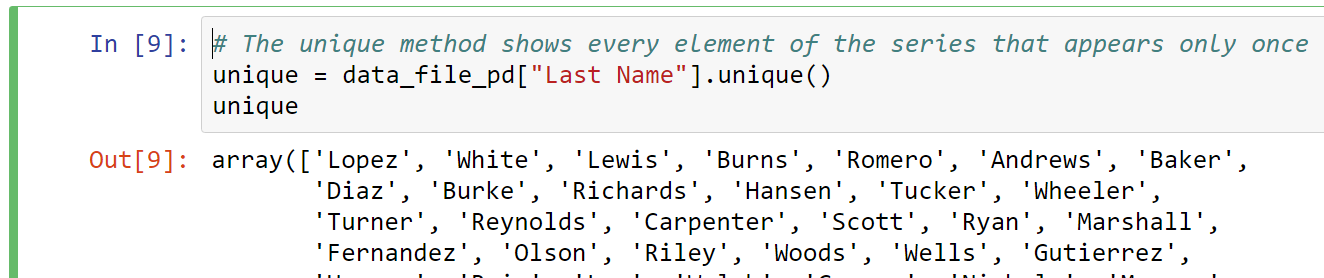 In [9]: # The unique method shows every element of the series that appears only once
unique = data_file_pd["Last Name"].unique()
unique
Out[9]: array(['Lopez', 'White', 'Lewis', 'Burns', 'Romero', 'Andrews', 'Baker',
'Diaz', 'Burke', 'Richards', 'Hansen', 'Tucker', 'Wheeler',
'Turner', 'Reynolds', 'Carpenter', 'Scott', 'Ryan', 'Marshall',
'Fernandez', 'Olson', 'Riley', 'Woods', 'Wells', 'Gutierrez',